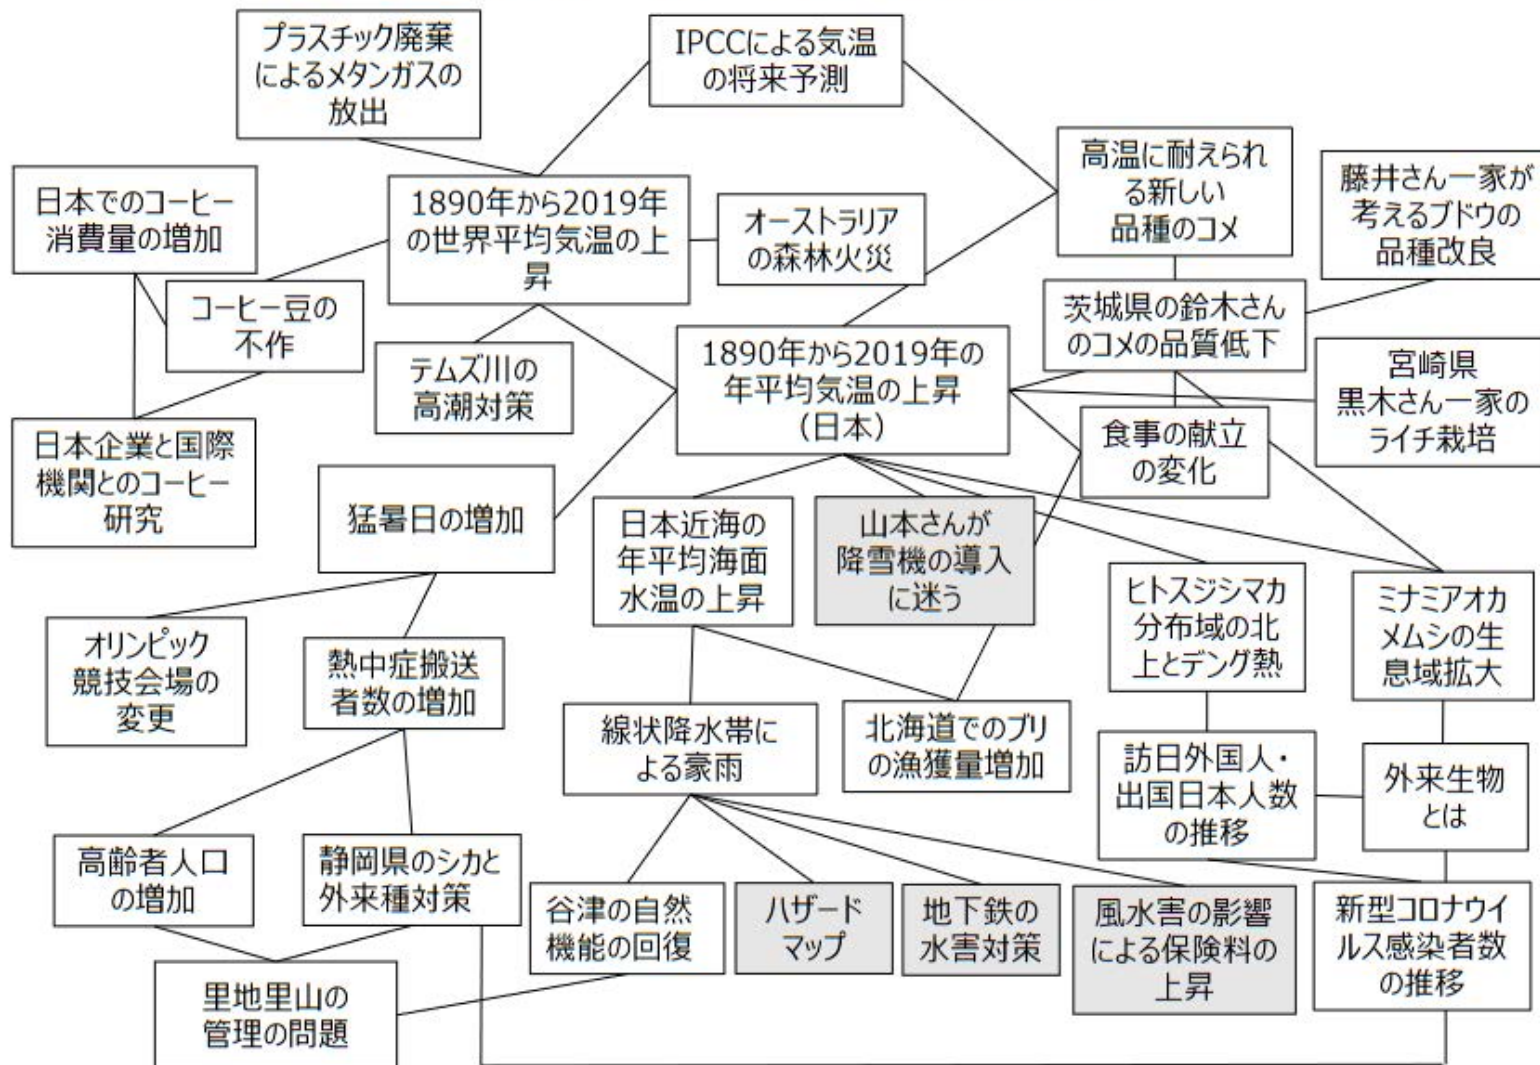 プラスチック廃棄
によるメタンガスの
放出
IPCCによる気温
の将来予測
高温に耐えられ
る新しい
品種のコメ
藤井さん一家が
考えるブドウの
品種改良
日本でのコーヒー
消費量の増加
1890年から2019年
の世界平均気温の上
昇
オーストラリア
の森林火災
コーヒー豆の
不作
茨城県の鈴木さん
のコメの品質低下
テムズ川の
高潮対策
1890年から2019年の
年平均気温の上昇
(日本)
宮崎県
黒木さん一家の
ライチ栽培
日本企業と国際
機関とのコーヒー
研究
食事の献立
の変化
猛暑日の増加
日本近海の
年平均海面
水温の上昇
山本さんが
降雪機の導入
に迷う
ヒトスジシマカ
分布域の北
上とデング熱
ミナミアオカ
メムシの生
息域拡大
オリンピック
競技会場の
変更
熱中症搬送
者数の増加
線状降水帯に
よる豪雨
北海道でのブリ
の漁獲量増加
訪日外国人・
出国日本人数
の推移
外来生物
とは
高齢者人口
の増加
静岡県のシカと
外来種対策
谷津の自然
機能の回復
ハザード
マップ
地下鉄の
水害対策
風水害の影響
による保険料の
上昇
新型コロナウイ
ルス感染者数
の推移
里地里山の
管理の問題